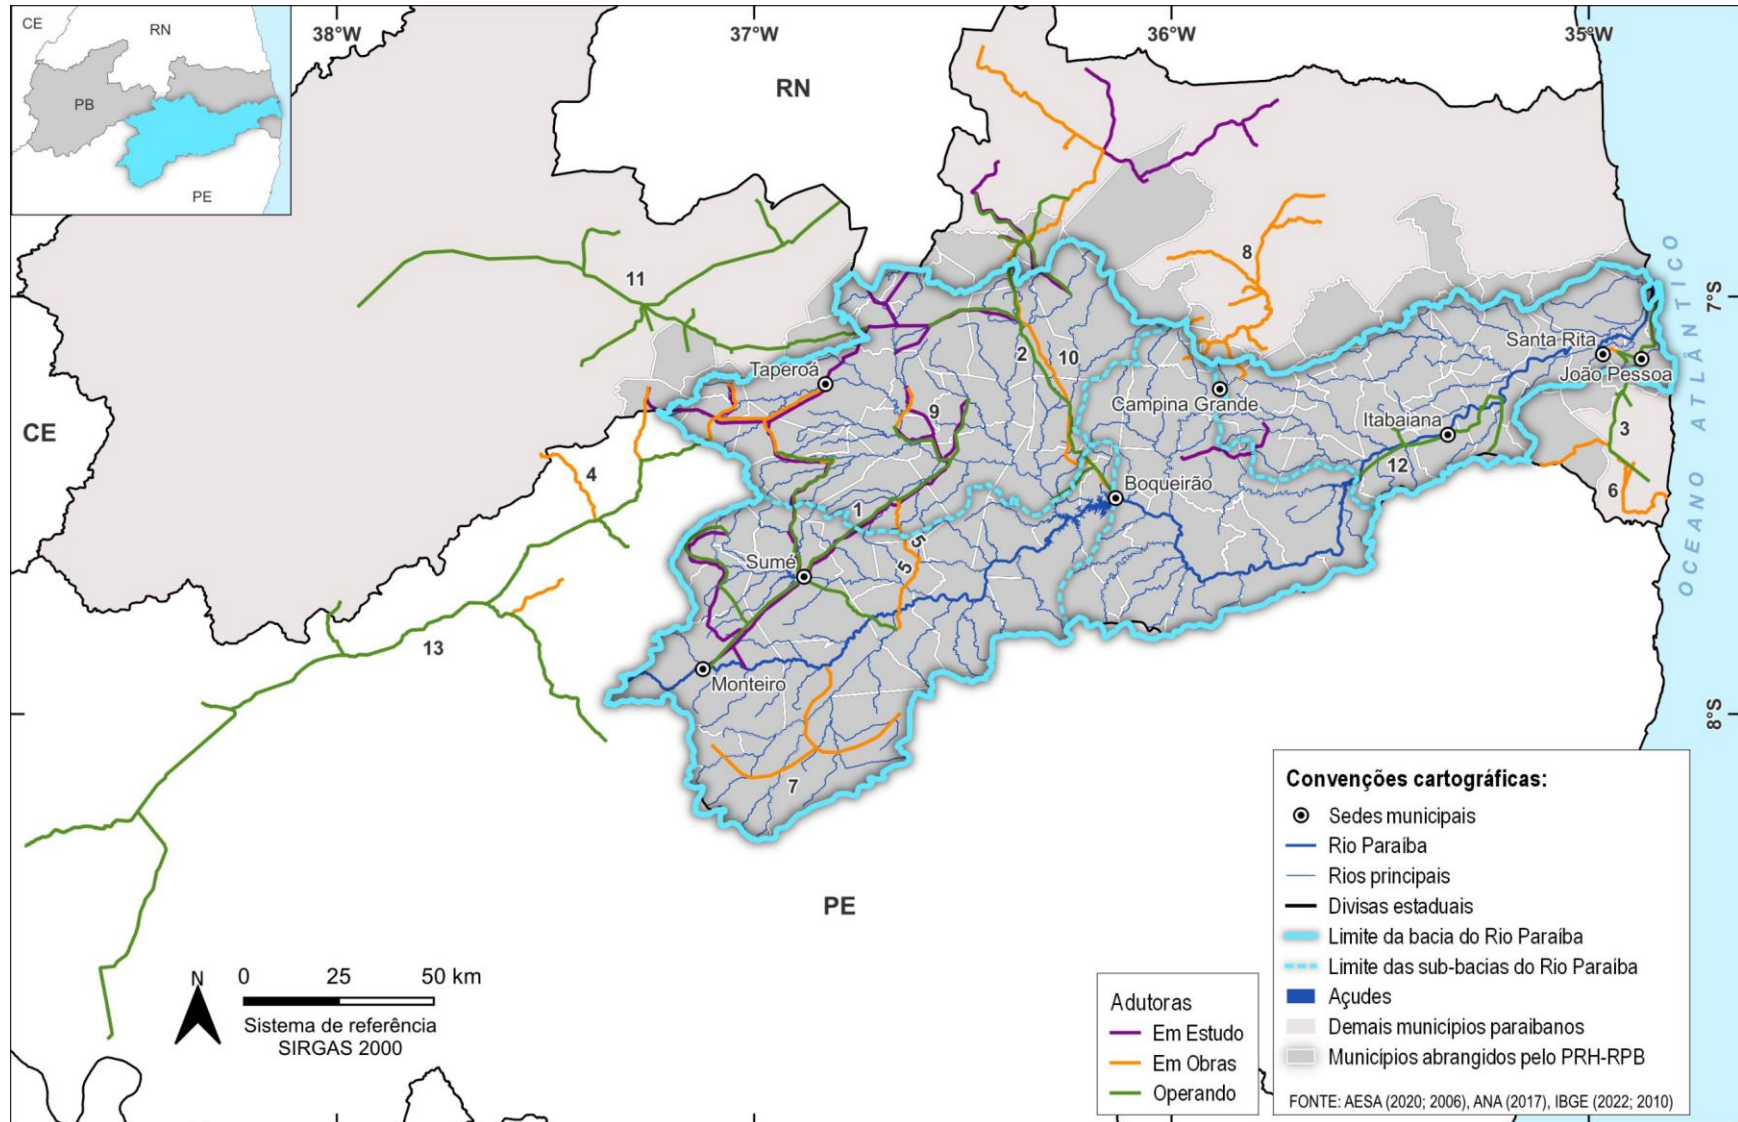 CE
RN
PB
PE
38°W
37°W
36°W
35°W
RN
8
11
7°S
OCEANO ATLÂNTICO
Santa Rita
João Pessoa
2
10
Taperoá
Campina Grande
9
Itabaiana
CE
3
12
4
6
Boqueirão
1
5
5
Sumé
13
Monteiro
8°S
7
PE
N
0 25 50 km
Sistema de referência
SIRGAS 2000
Adutoras
Em Estudo
Em Obras
Operando
Convenções cartográficas:
Sedes municipais
Rio Paraíba
Rios principais
Divisas estaduais
Limite da bacia do Rio Paraíba
Limite das sub-bacias do Rio Paraíba
Açudes
Demais municípios paraibanos
Municípios abrangidos pelo PRH-RPB
FONTE: AESA (2020; 2006), ANA (2017), IBGE (2022; 2010)